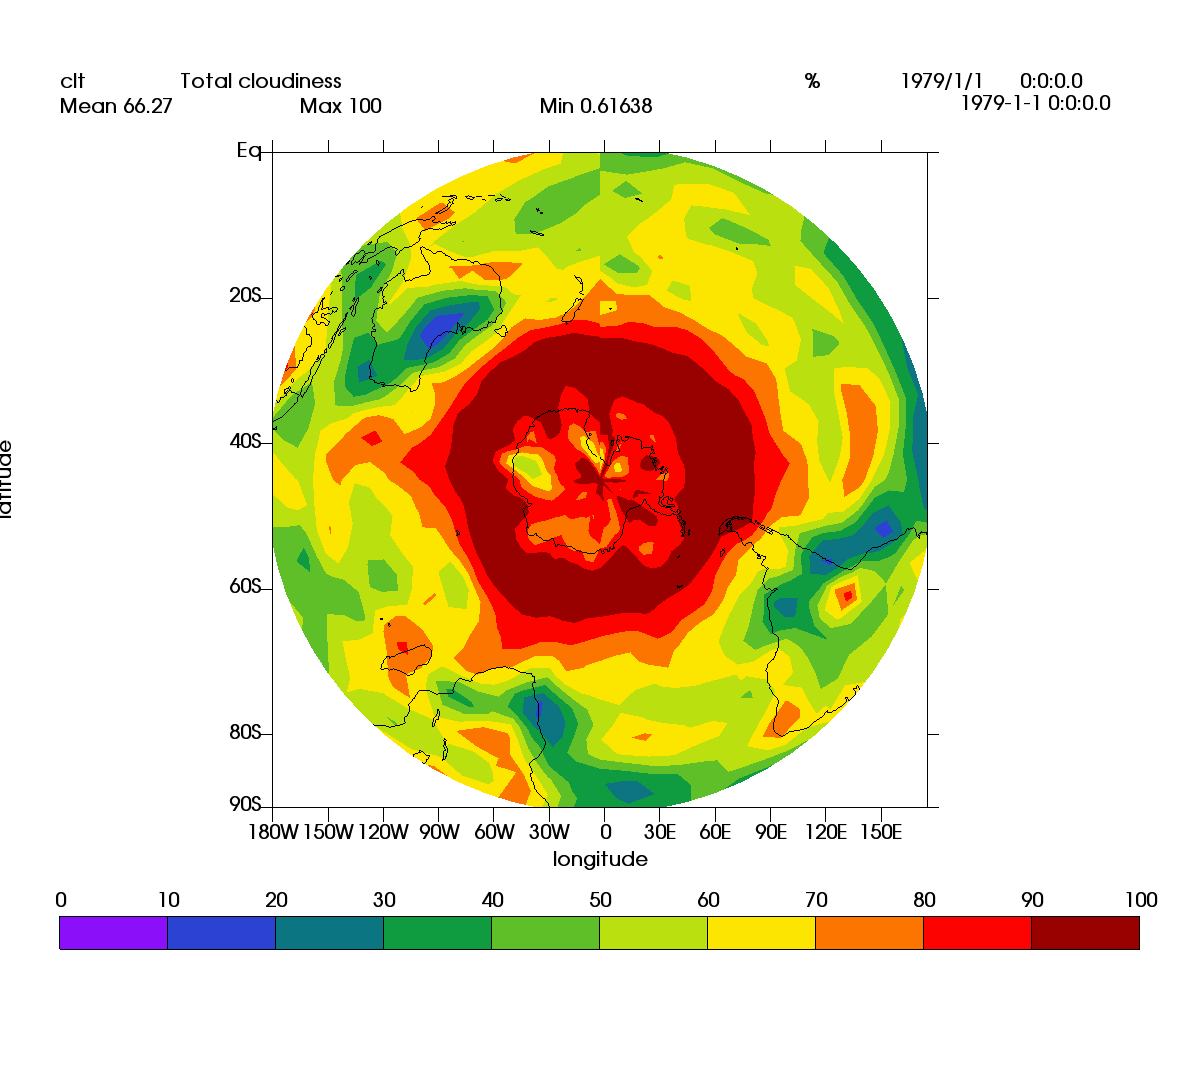 clt Total cloudiness % 1979/1/1 0:0:0.0
Mean 66.27 Max 100 Min 0.61638 1979-1-1 0:0:0.0
Eq
20S
40S
60S
80S
90S
latitude
180W 150W 120W 90W 60W 30W 0 30E 60E 90E 120E 150E
longitude
0 10 20 30 40 50 60 70 80 90 100